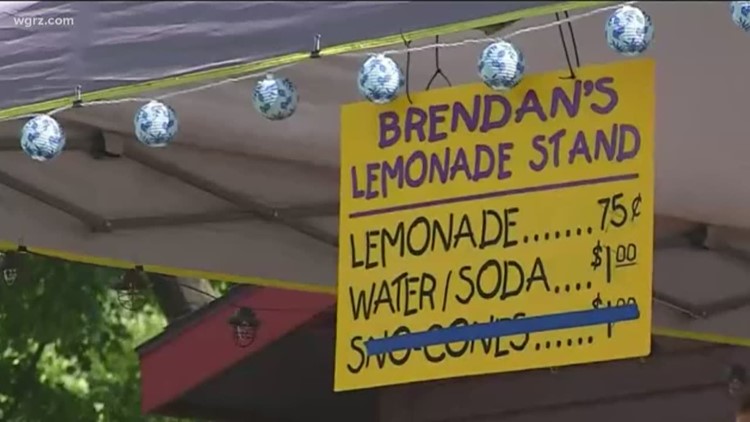 wgrz.com
BRENDAN'S
LEMONADE STAND
LEMONADE.......75¢
WATER/SODA....$1.00
SNO-CONES......$1.00